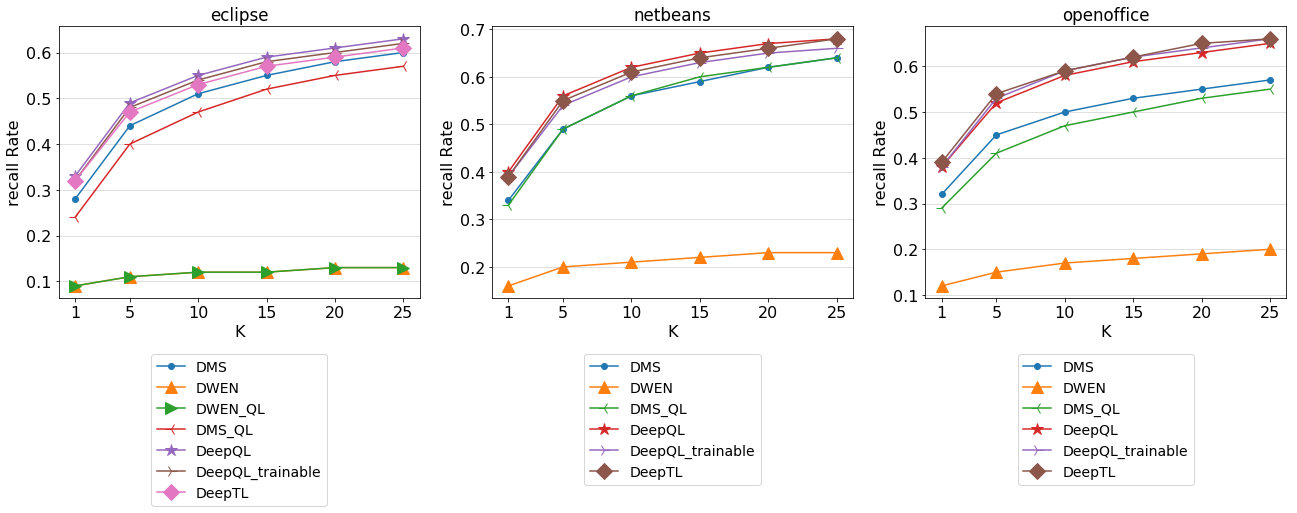 eclipse
recall Rate
0.6
0.5
0.4
0.3
0.2
0.1
1 5 10 15 20 25
K
DMS
DWEN
DWEN_QL
DMS_QL
DeepQL
DeepQL_trainable
DeepTL
netbeans
recall Rate
0.7
0.6
0.5
0.4
0.3
0.2
1 5 10 15 20 25
K
DMS
DWEN
DMS_QL
DeepQL
DeepQL_trainable
DeepTL
openoffice
recall Rate
0.6
0.5
0.4
0.3
0.2
0.1
1 5 10 15 20 25
K
DMS
DWEN
DMS_QL
DeepQL
DeepQL_trainable
DeepTL